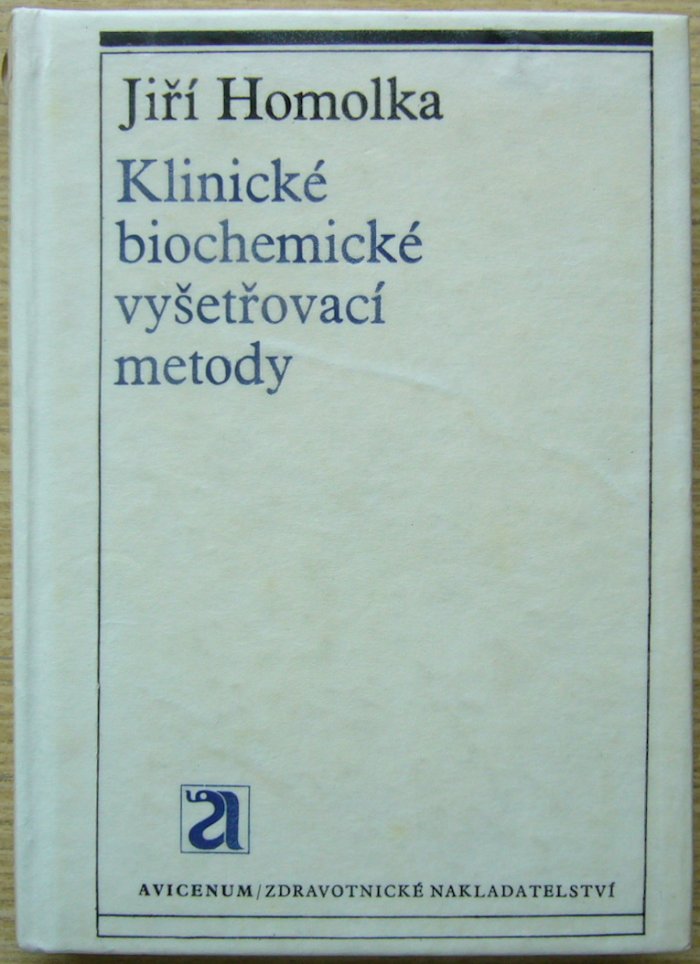 Jiří Homolka
Klinické
biochemické
vyšetřovací
metody
a
AVICENUM/ZDRAVOTNICKÉ NAKLADATELSTVÍ